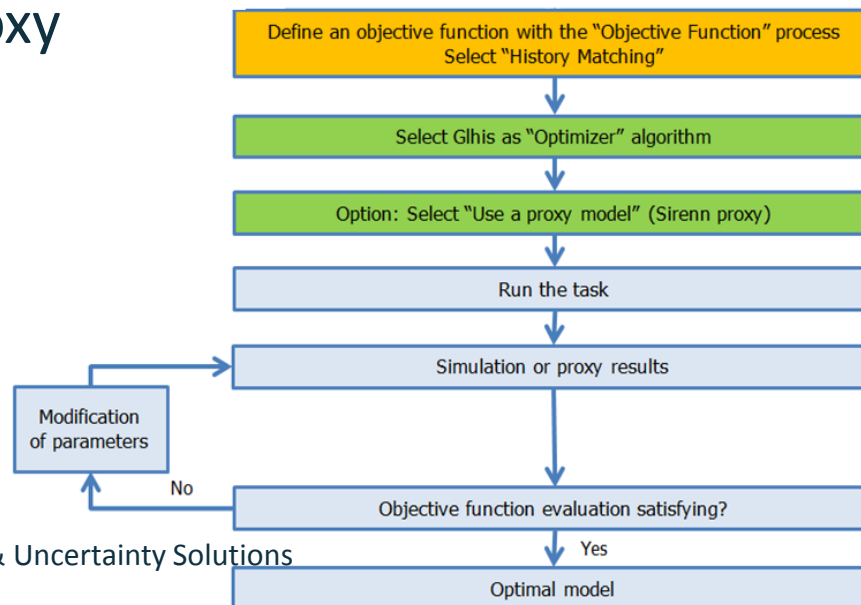 oxy
Define an objective function with the “Objective Function” process
Select “History Matching”
Select Glhis as “Optimizer” algorithm
Option: Select “Use a proxy model” (Sirenn proxy)
Run the task
Simulation or proxy results
Modification
of parameters
No
Objective function evaluation satisfying?
Yes
& Uncertainty Solutions
Optimal model